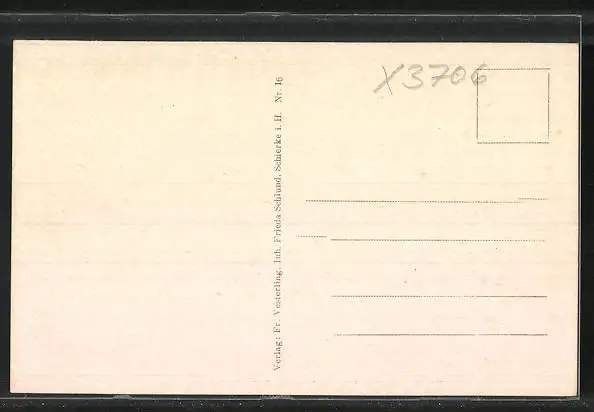 X3706
Verlag: Fr. Vesterling, Inh. Frieda Schlund, Schierke i. H. Nr. 16